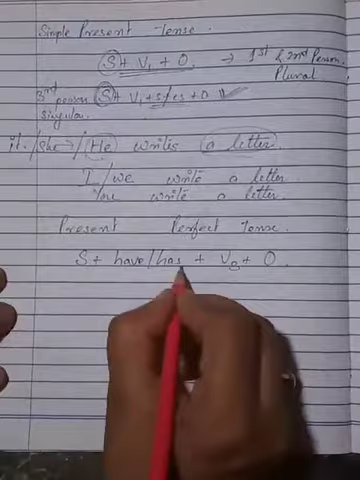 Simple Present Tense.
S + V1 + O. → 1st & 2nd Person
Plural
3rd person S + V1 + s/es + O
singular
it /she / He writes a letter.
I / we write a letter
You write a letter.
Present Perfect Tense.
S + have/has + V3 + O.